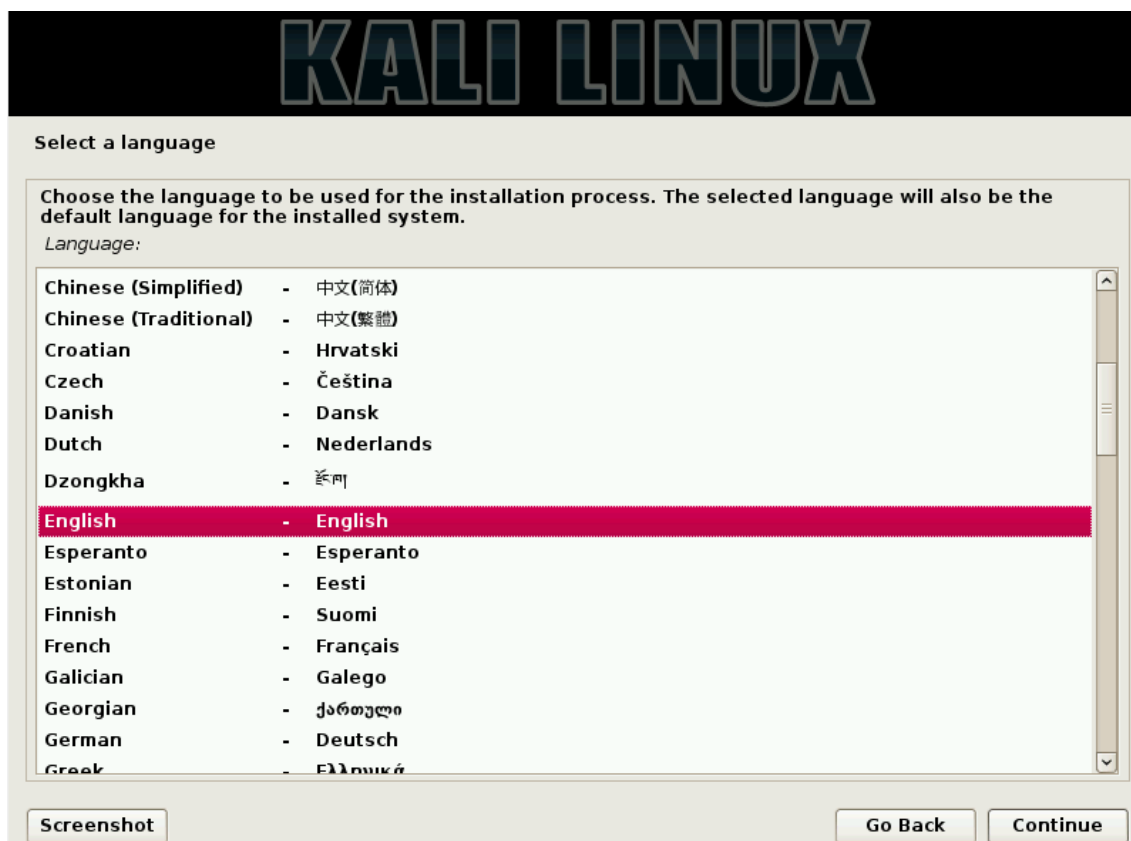 KALI LINUX
Select a language
Choose the language to be used for the installation process. The selected language will also be the
default language for the installed system.
Language:
Chinese (Simplified) - 中文(简体)
Chinese (Traditional) - 中文(繁體)
Croatian - Hrvatski
Czech - Čeština
Danish - Dansk
Dutch - Nederlands
Dzongkha - རྫོང་ཁ།
English - English
Esperanto - Esperanto
Estonian - Eesti
Finnish - Suomi
French - Français
Galician - Galego
Georgian - ქართული
German - Deutsch
Greek - Ελληνικά
Screenshot Go Back Continue